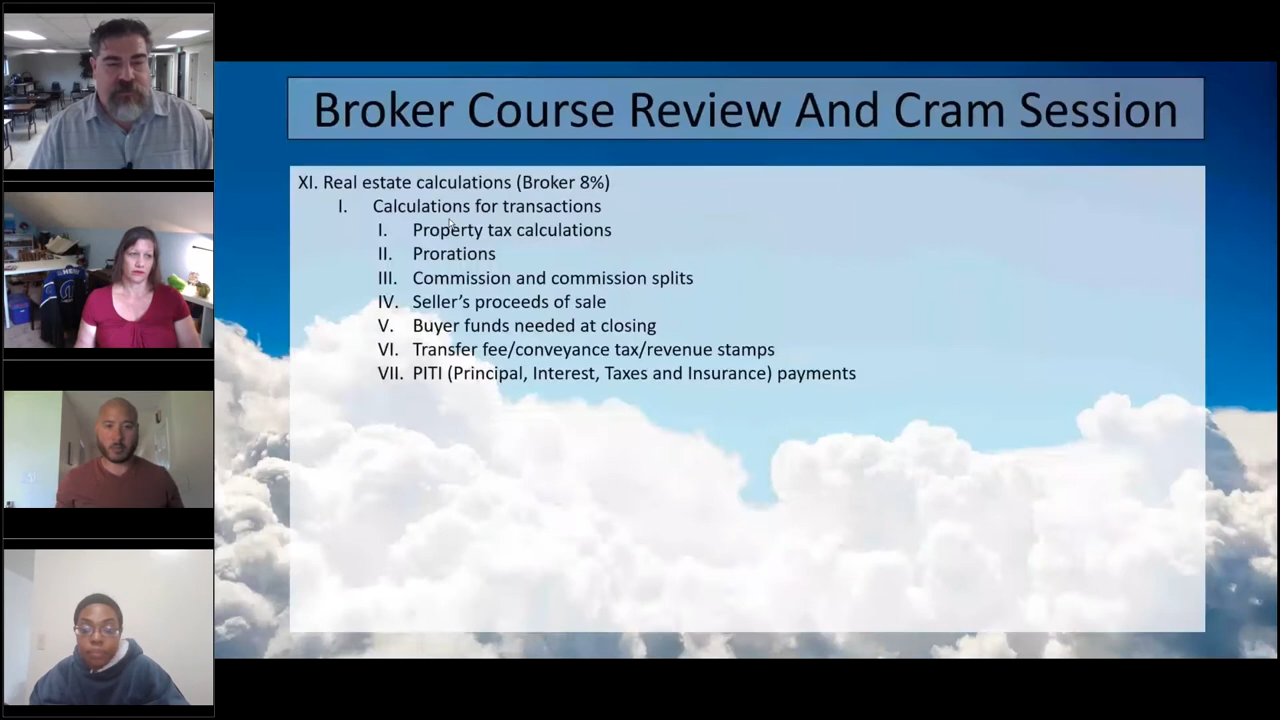 Broker Course Review And Cram Session
XI. Real estate calculations (Broker 8%)
I. Calculations for transactions
I. Property tax calculations
II. Prorations
III. Commission and commission splits
IV. Seller's proceeds of sale
V. Buyer funds needed at closing
VI. Transfer fee/conveyance tax/revenue stamps
VII. PITI (Principal, Interest, Taxes and Insurance) payments